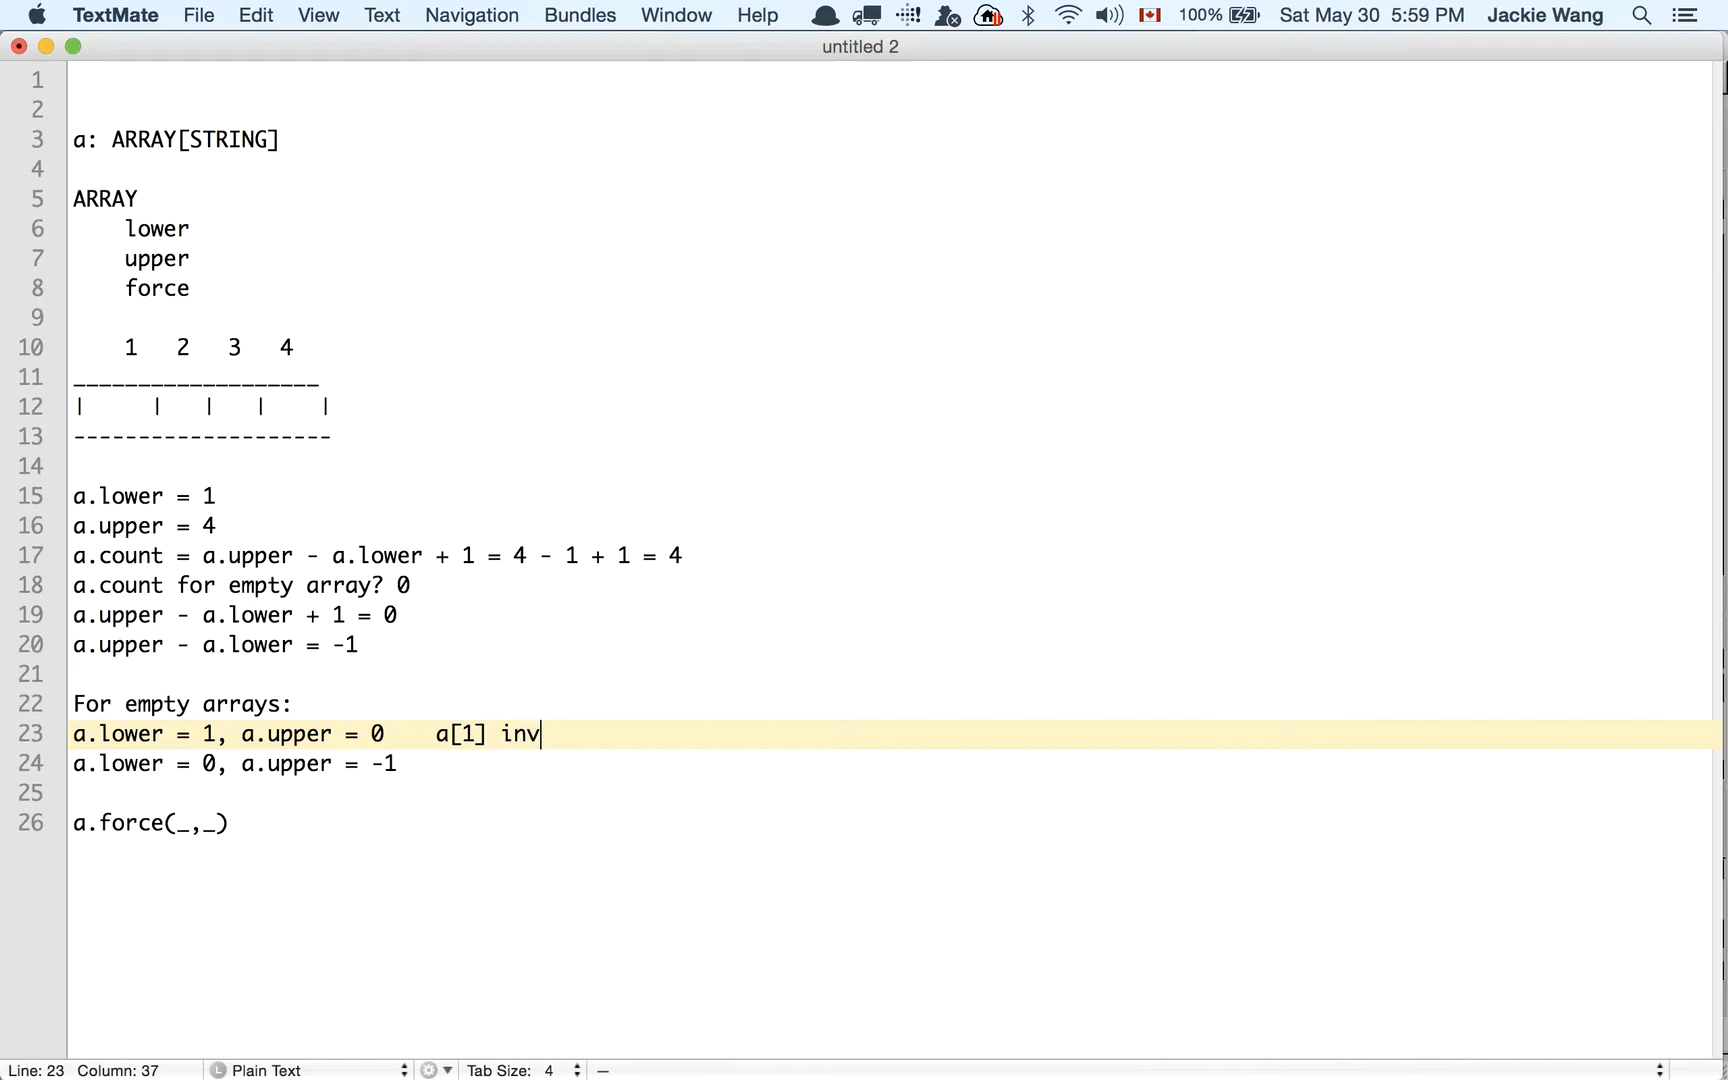 TextMate File Edit View Text Navigation Bundles Window Help 100% Sat May 30 5:59 PM Jackie Wang
untitled 2
1
2
3 a: ARRAY[STRING]
4
5 ARRAY
6 lower
7 upper
8 force
9
10 1 2 3 4
11 ___________________
12 | | | | |
13 --------------------
14
15 a.lower = 1
16 a.upper = 4
17 a.count = a.upper - a.lower + 1 = 4 - 1 + 1 = 4
18 a.count for empty array? 0
19 a.upper - a.lower + 1 = 0
20 a.upper - a.lower = -1
21
22 For empty arrays:
23 a.lower = 1, a.upper = 0 a[1] inv
24 a.lower = 0, a.upper = -1
25
26 a.force(_,_)
Line: 23 Column: 37 L Plain Text Tab Size: 4 —